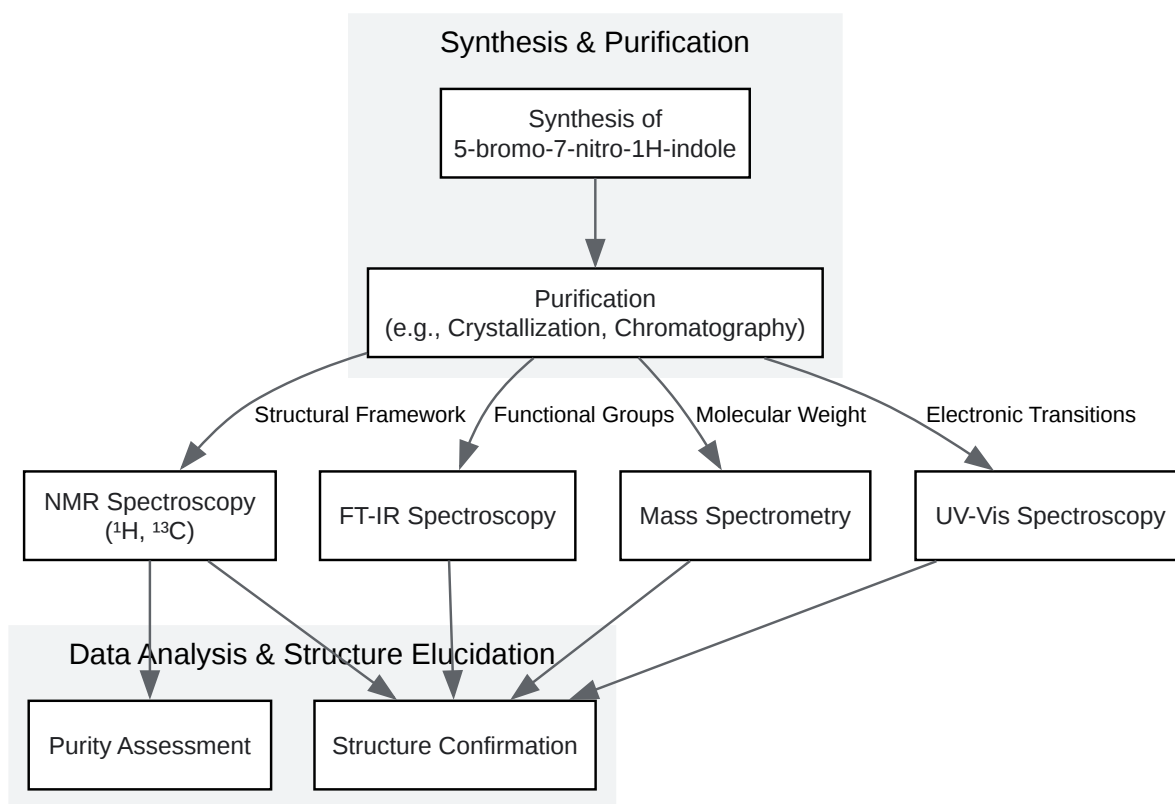 Synthesis & Purification
Synthesis of
5-bromo-7-nitro-1H-indole
Purification
(e.g., Crystallization, Chromatography)
Structural Framework
Functional Groups
Molecular Weight
Electronic Transitions
NMR Spectroscopy
(¹H, ¹³C)
FT-IR Spectroscopy
Mass Spectrometry
UV-Vis Spectroscopy
Data Analysis & Structure Elucidation
Purity Assessment
Structure Confirmation